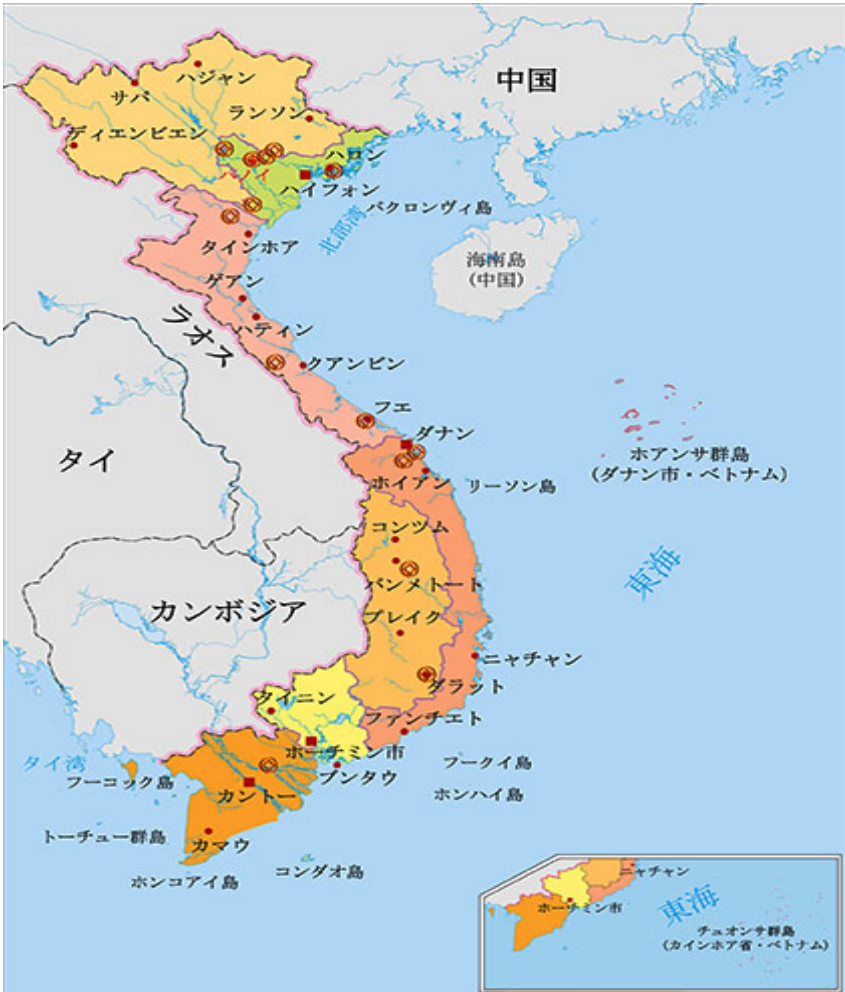 ハジャン
中国
サパ
ランソン
ディエンビエン
ハノイ
ハロン
ハイフォン
バクロンヴィ島
北部湾
タインホア
海南島
(中国)
ゲアン
ラオス
ハティン
クアンビン
フエ
ダナン
タイ
ホアンサ群島
(ダナン市・ベトナム)
ホイアン
リーソン島
コンツム
東海
バンメトート
カンボジア
プレイク
ニャチャン
ダラット
タイニン
ファンチエト
ホーチミン市
タイ湾
フーコック島
ブンタウ
フークイ島
カントー
ホンハイ島
トーチュー群島
カマウ
コンダオ島
ホンコアイ島
ニャチャン
ホーチミン市
東海
チュオンサ群島
(カインホア省・ベトナム)